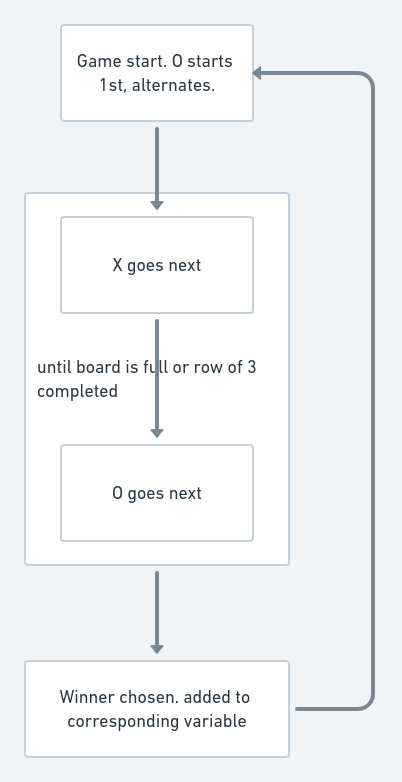 Game start. O starts
1st, alternates.
X goes next
until board is full or row of 3
completed
O goes next
Winner chosen. added to
corresponding variable